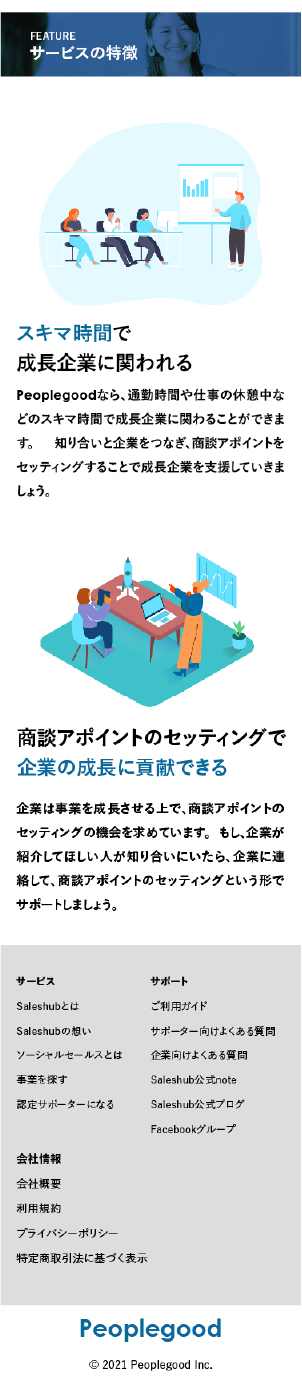 FEATURE
サービスの特徴
スキマ時間で
成長企業に関われる
Peoplegoodなら、通勤時間や仕事の休憩中な
どのスキマ時間で成長企業に関わることができま
す。　知り合いと企業をつなぎ、商談アポイントを
セッティングすることで成長企業を支援していきま
しょう。
商談アポイントのセッティングで
企業の成長に貢献できる
企業は事業を成長させる上で、商談アポイントの
セッティングの機会を求めています。 もし、企業が
紹介してほしい人が知り合いにいたら、企業に連
絡して、商談アポイントのセッティングという形で
サポートしましょう。
サービス
Saleshubとは
Saleshubの想い
ソーシャルセールスとは
事業を探す
認定サポーターになる
サポート
ご利用ガイド
サポーター向けよくある質問
企業向けよくある質問
Saleshub公式note
Saleshub公式ブログ
Facebookグループ
会社情報
会社概要
利用規約
プライバシーポリシー
特定商取引法に基づく表示
Peoplegood
© 2021 Peoplegood Inc.